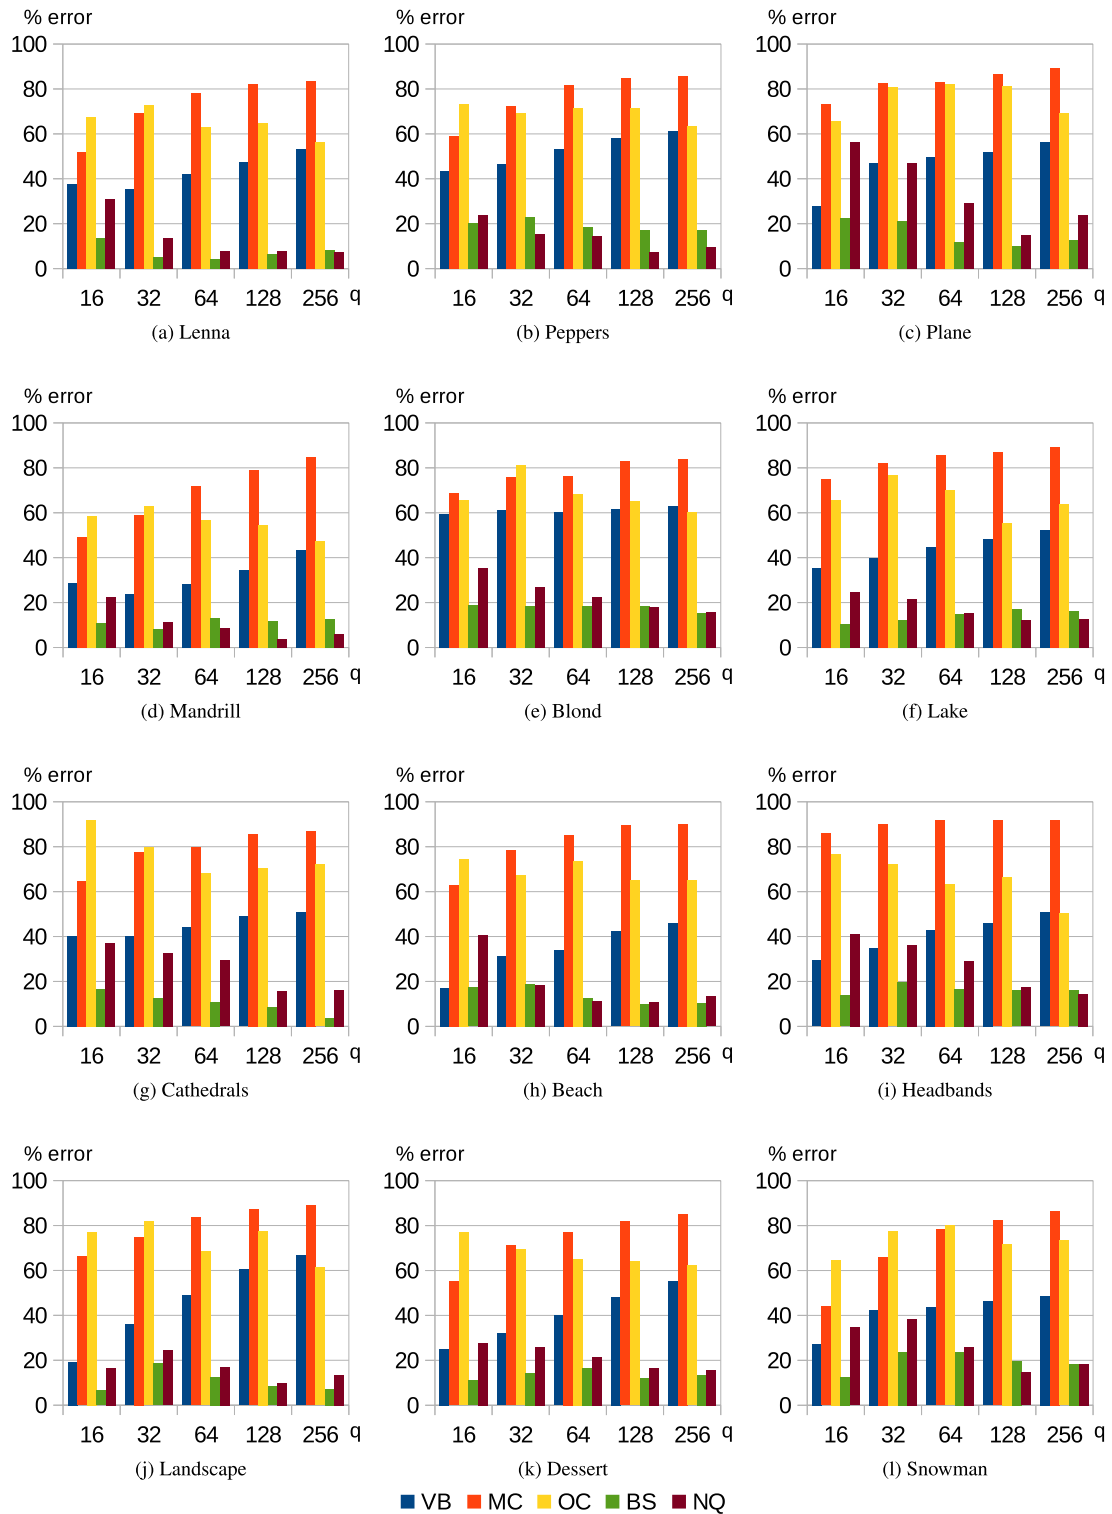 % error % error % error
100 100 100
80 80 80
60 60 60
40 40 40
20 20 20
0 0 0
16 32 64 128 256 q 16 32 64 128 256 q 16 32 64 128 256 q
(a) Lenna (b) Peppers (c) Plane
% error % error % error
100 100 100
80 80 80
60 60 60
40 40 40
20 20 20
0 0 0
16 32 64 128 256 q 16 32 64 128 256 q 16 32 64 128 256 q
(d) Mandrill (e) Blond (f) Lake
% error % error % error
100 100 100
80 80 80
60 60 60
40 40 40
20 20 20
0 0 0
16 32 64 128 256 q 16 32 64 128 256 q 16 32 64 128 256 q
(g) Cathedrals (h) Beach (i) Headbands
% error % error % error
100 100 100
80 80 80
60 60 60
40 40 40
20 20 20
0 0 0
16 32 64 128 256 q 16 32 64 128 256 q 16 32 64 128 256 q
(j) Landscape (k) Dessert (l) Snowman
VB MC OC BS NQ